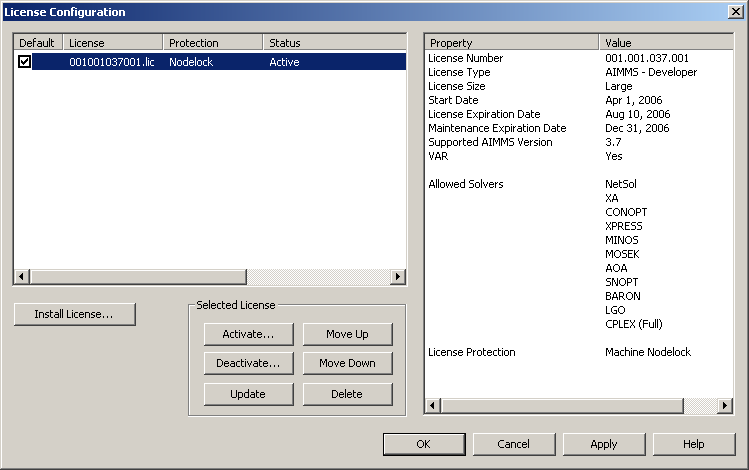 License Configuration
Default License Protection Status
001001037001.lic Nodelock Active
Install License...
Selected License
Activate... Move Up
Deactivate... Move Down
Update Delete
Property Value
License Number 001.001.037.001
License Type AIMMS - Developer
License Size Large
Start Date Apr 1, 2006
License Expiration Date Aug 10, 2006
Maintenance Expiration Date Dec 31, 2006
Supported AIMMS Version 3.7
VAR Yes
Allowed Solvers NetSol
XA
CONOPT
XPRESS
MINOS
MOSEK
AOA
SNOPT
BARON
LGO
CPLEX (Full)
License Protection Machine Nodelock
OK Cancel Apply Help